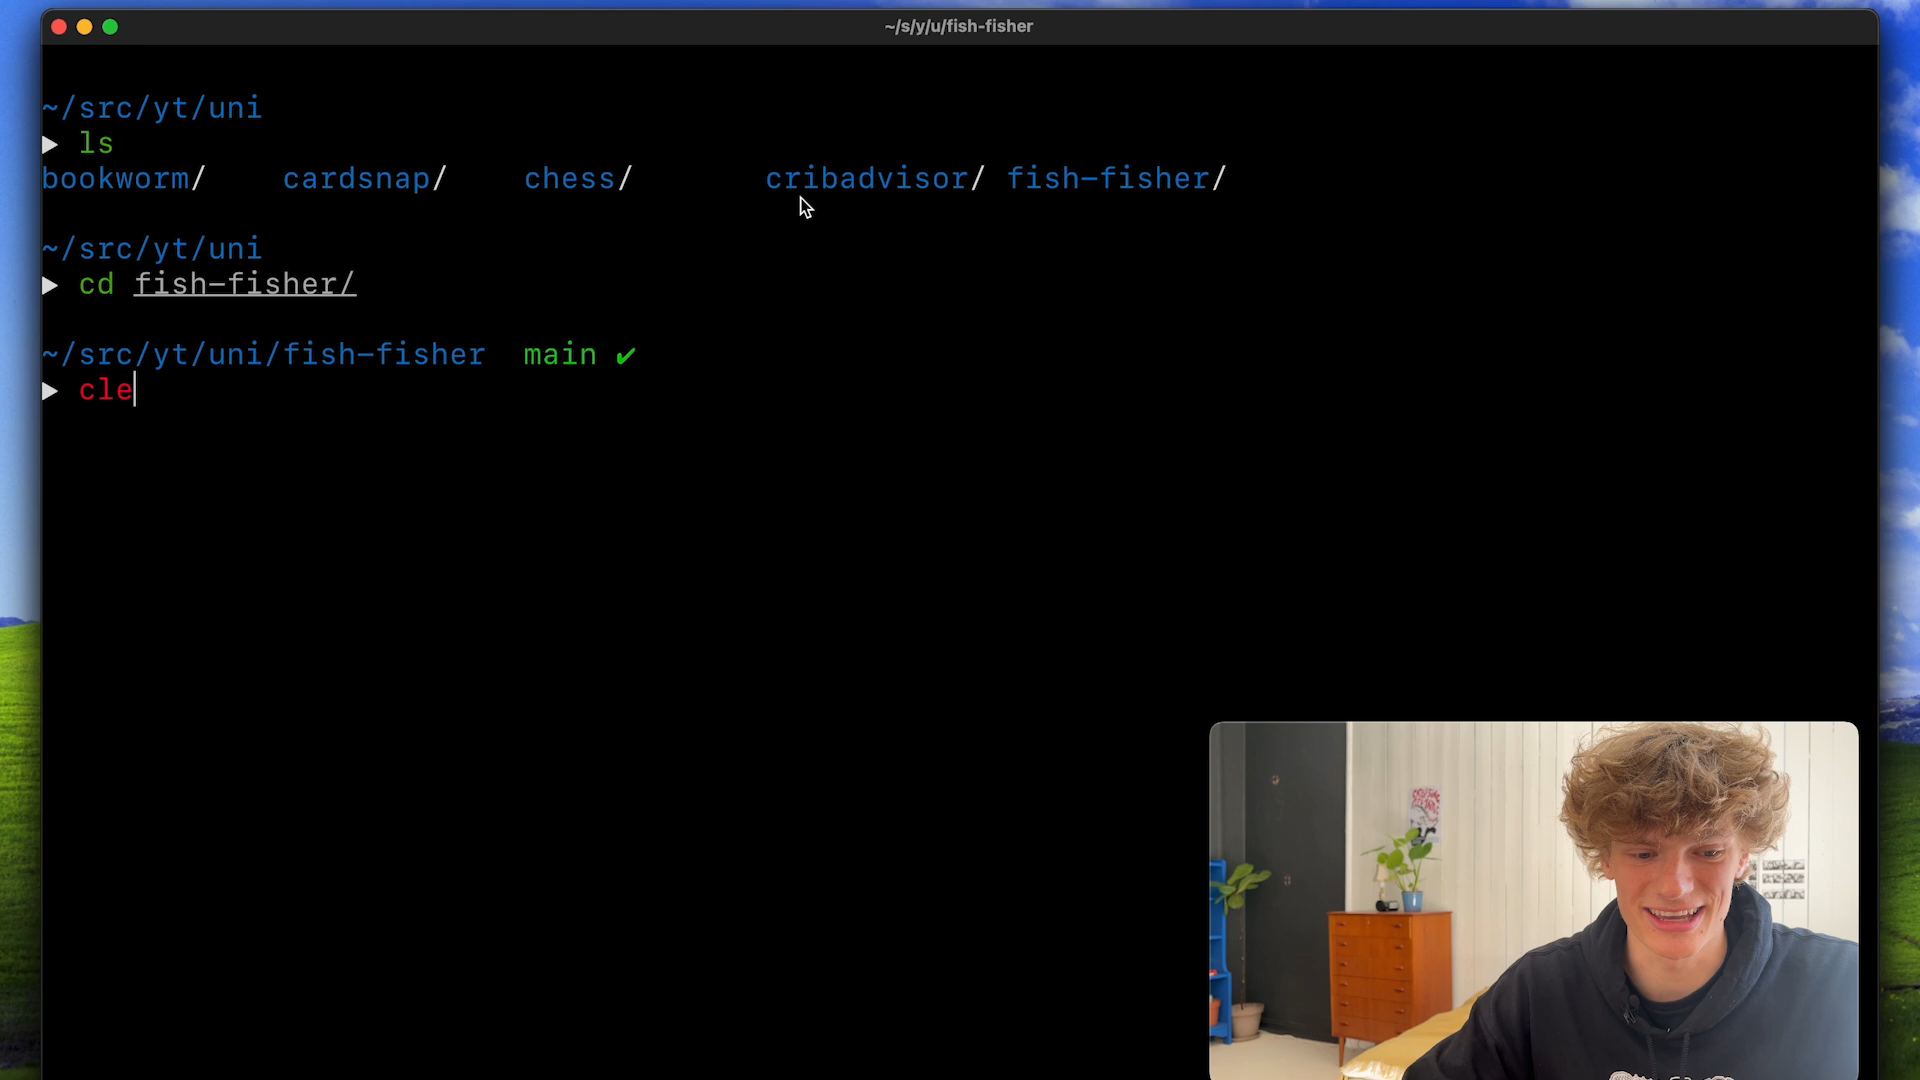 ~/s/y/u/fish-fisher
~/src/yt/uni
▶ ls
bookworm/ cardsnap/ chess/ cribadvisor/ fish-fisher/
~/src/yt/uni
▶ cd fish-fisher/
~/src/yt/uni/fish-fisher main ✔
▶ cle